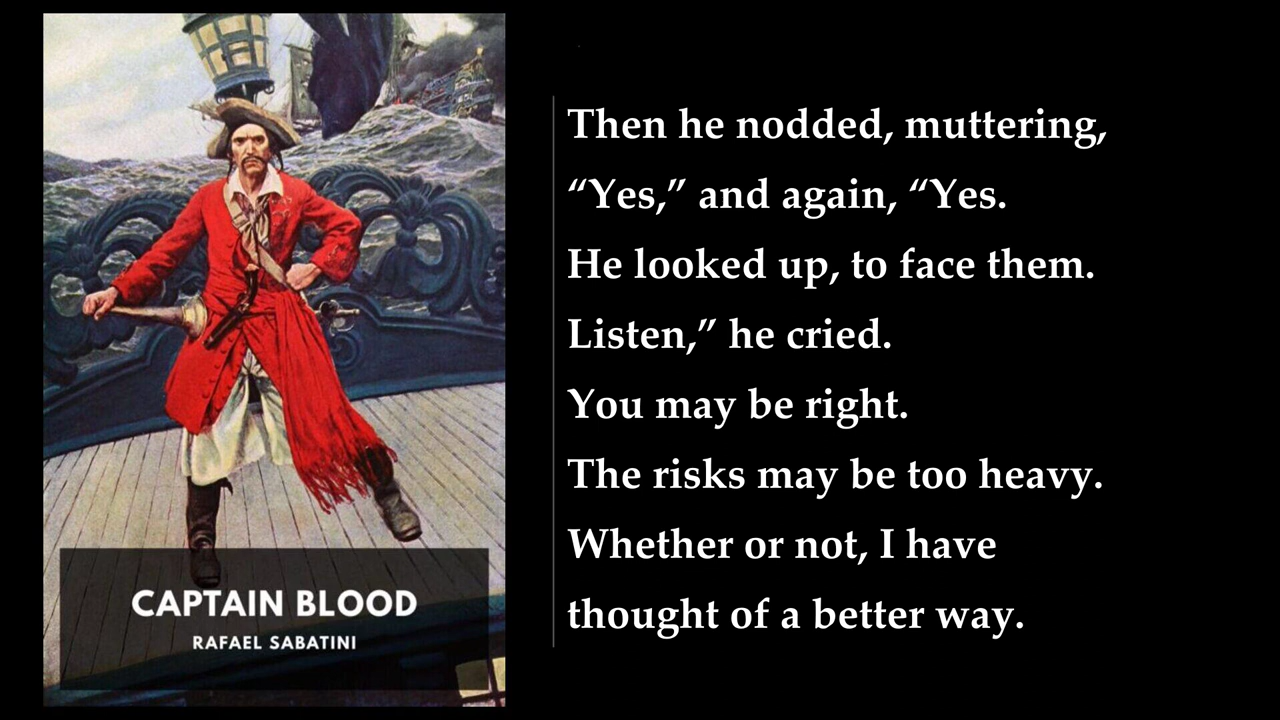 CAPTAIN BLOOD
RAFAEL SABATINI
Then he nodded, muttering,
“Yes,” and again, “Yes.
He looked up, to face them.
Listen,” he cried.
You may be right.
The risks may be too heavy.
Whether or not, I have
thought of a better way.